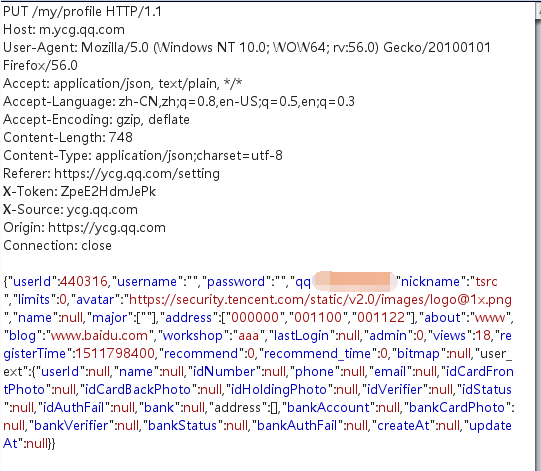 PUT /my/profile HTTP/1.1
Host: m.ycg.qq.com
User-Agent: Mozilla/5.0 (Windows NT 10.0; WOW64; rv:56.0) Gecko/20100101
Firefox/56.0
Accept: application/json, text/plain, */*
Accept-Language: zh-CN,zh;q=0.8,en-US;q=0.5,en;q=0.3
Accept-Encoding: gzip, deflate
Content-Length: 748
Content-Type: application/json;charset=utf-8
Referer: https://ycg.qq.com/setting
X-Token: ZpeE2HdmJePk
X-Source: ycg.qq.com
Origin: https://ycg.qq.com
Connection: close

{"userId":440316,"username":"","password":"","qq "nickname":"tsrc
","limits":0,"avatar":"https://security.tencent.com/static/v2.0/images/logo@1x.png
","name":null,"major":[""],"address":["000000","001100","001122"],"about":"www",
"blog":"www.baidu.com","workshop":"aaa","lastLogin":null,"admin":0,"views":18,"re
gisterTime":1511798400,"recommend":0,"recommend_time":0,"bitmap":null,"user_
ext":{"userId":null,"name":null,"idNumber":null,"phone":null,"email":null,"idCardFron
tPhoto":null,"idCardBackPhoto":null,"idHoldingPhoto":null,"idVerifier":null,"idStatus
":null,"idAuthFail":null,"bank":null,"address":[],"bankAccount":null,"bankCardPhoto":
null,"bankVerifier":null,"bankStatus":null,"bankAuthFail":null,"createAt":null,"update
At":null}}